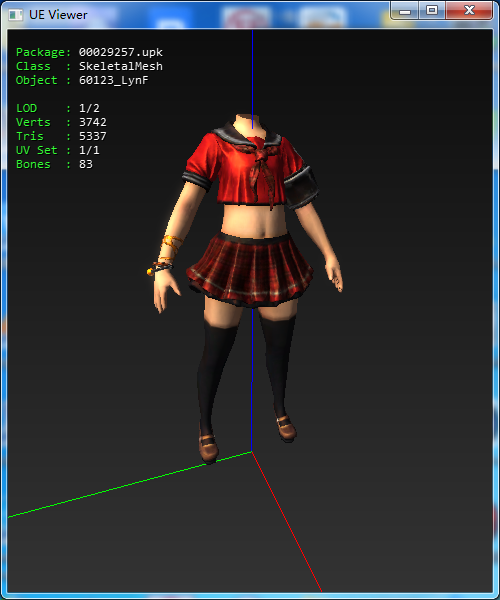 UE Viewer
Package: 00029257.upk
Class : SkeletalMesh
Object : 60123_LynF
LOD : 1/2
Verts : 3742
Tris : 5337
UV Set : 1/1
Bones : 83